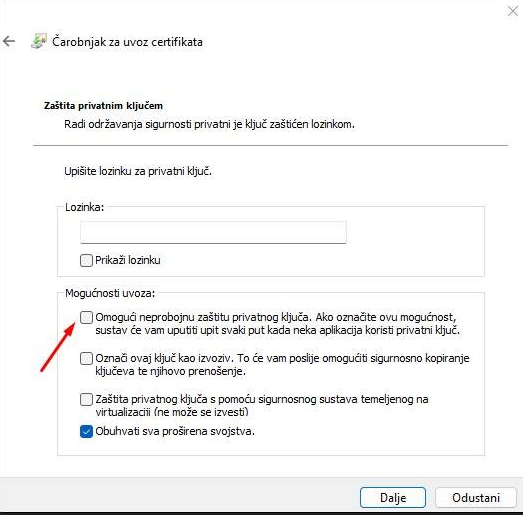 Čarobnjak za uvoz certifikata
Zaštita privatnim ključem
Radi održavanja sigurnosti privatni je ključ zaštićen lozinkom.
Upišite lozinku za privatni ključ.
Lozinka:
Prikaži lozinku
Mogućnosti uvoza:
Omogući neprobojnu zaštitu privatnog ključa. Ako označite ovu mogućnost,
sustav će vam uputiti upit svaki put kada neka aplikacija koristi privatni ključ.
Označi ovaj ključ kao izvoziv. To će vam poslije omogućiti sigurnosno kopiranje
ključeva te njihovo prenošenje.
Zaštita privatnog ključa s pomoću sigurnosnog sustava temeljenog na
virtualizaciji (ne može se izvesti)
Obuhvati sva proširena svojstva.
Dalje
Odustani